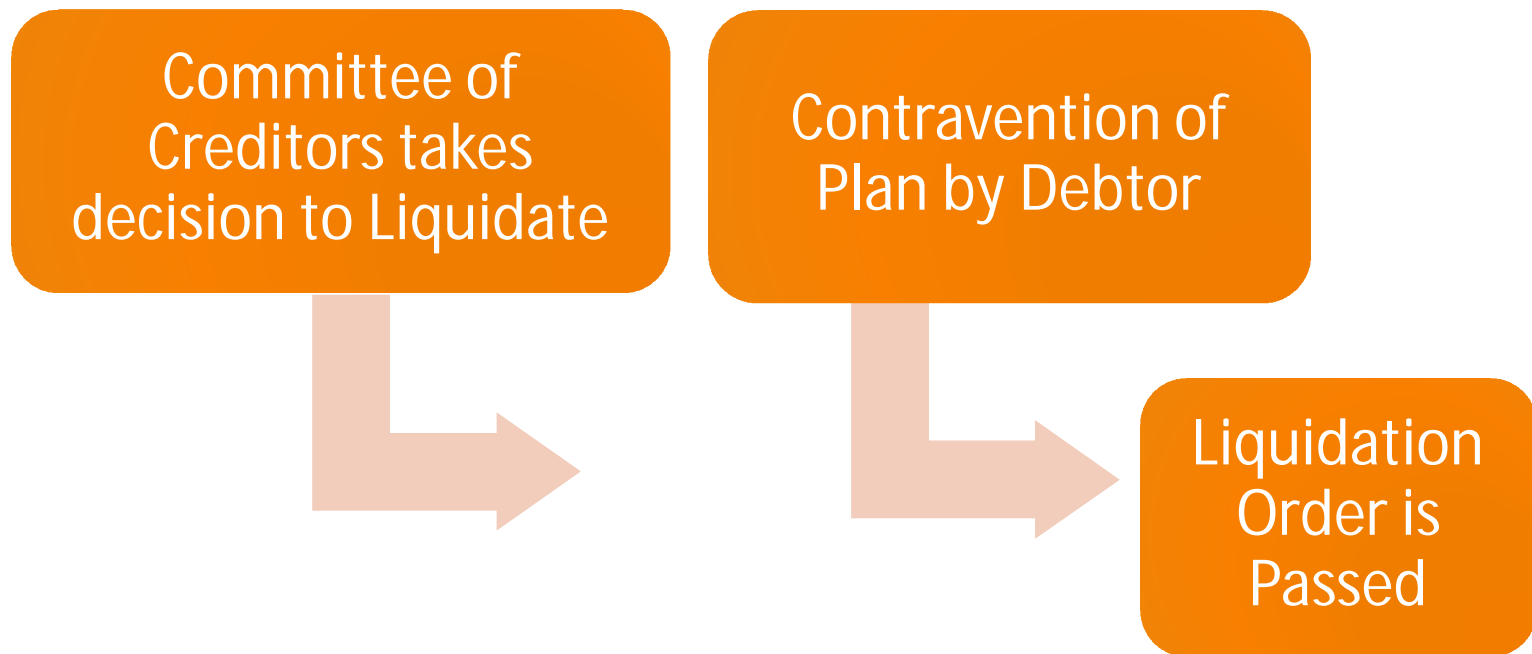 Committee of
Creditors takes
decision to Liquidate
Contravention of
Plan by Debtor
Liquidation
Order is
Passed